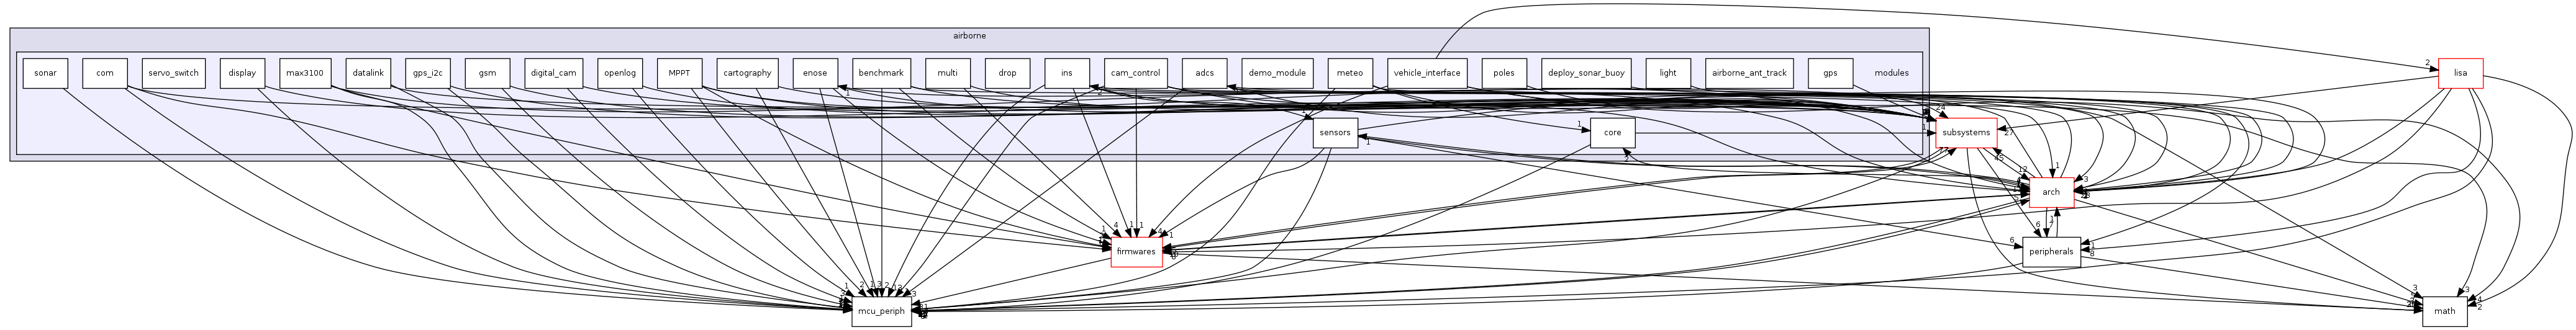 airborne
sonar
com
servo_switch
display
max3100
datalink
gps_i2c
gsm
digital_cam
openlog
MPPT
cartography
enose
benchmark
multi
drop
ins
cam_control
adcs
demo_module
meteo
vehicle_interface
poles
deploy_sonar_buoy
light
airborne_ant_track
gps
modules
lisa
sensors
core
subsystems
arch
firmwares
peripherals
mcu_periph
math